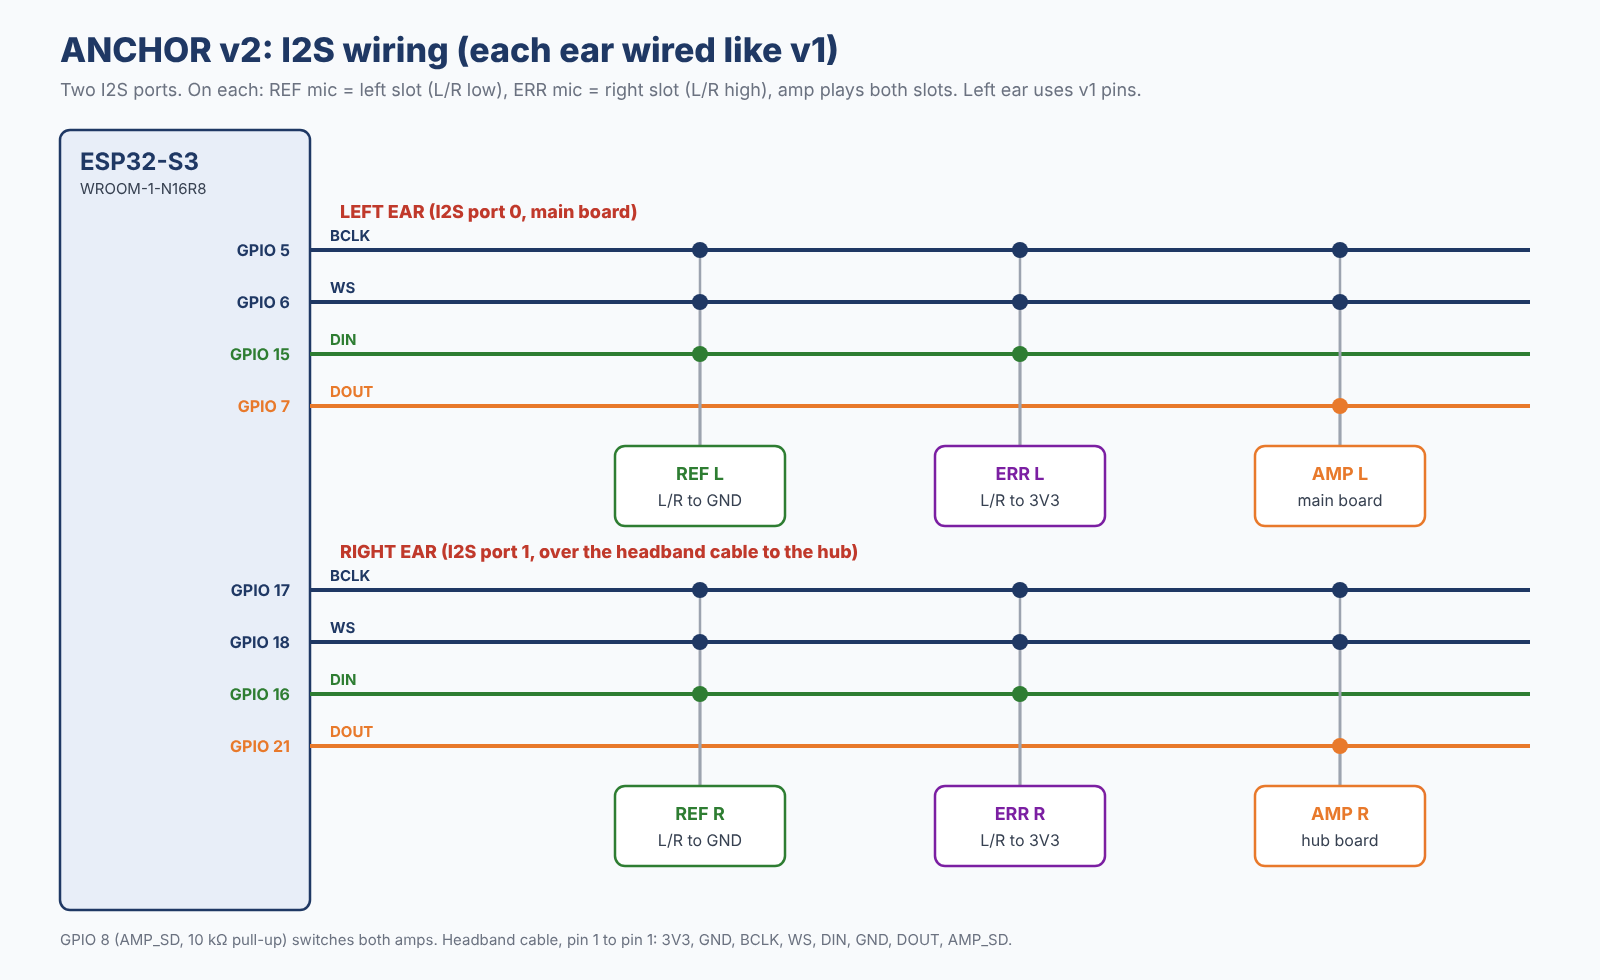 ANCHOR v2: I2S wiring (each ear wired like v1)
Two I2S ports. On each: REF mic = left slot (L/R low), ERR mic = right slot (L/R high), amp plays both slots. Left ear uses v1 pins.
ESP32-S3
WROOM-1-N16R8
LEFT EAR (I2S port 0, main board)
BCLK
GPIO 5
WS
GPIO 6
DIN
GPIO 15
DOUT
GPIO 7
REF L
L/R to GND
ERR L
L/R to 3V3
AMP L
main board
RIGHT EAR (I2S port 1, over the headband cable to the hub)
BCLK
GPIO 17
WS
GPIO 18
DIN
GPIO 16
DOUT
GPIO 21
REF R
L/R to GND
ERR R
L/R to 3V3
AMP R
hub board
GPIO 8 (AMP_SD, 10 kΩ pull-up) switches both amps. Headband cable, pin 1 to pin 1: 3V3, GND, BCLK, WS, DIN, GND, DOUT, AMP_SD.